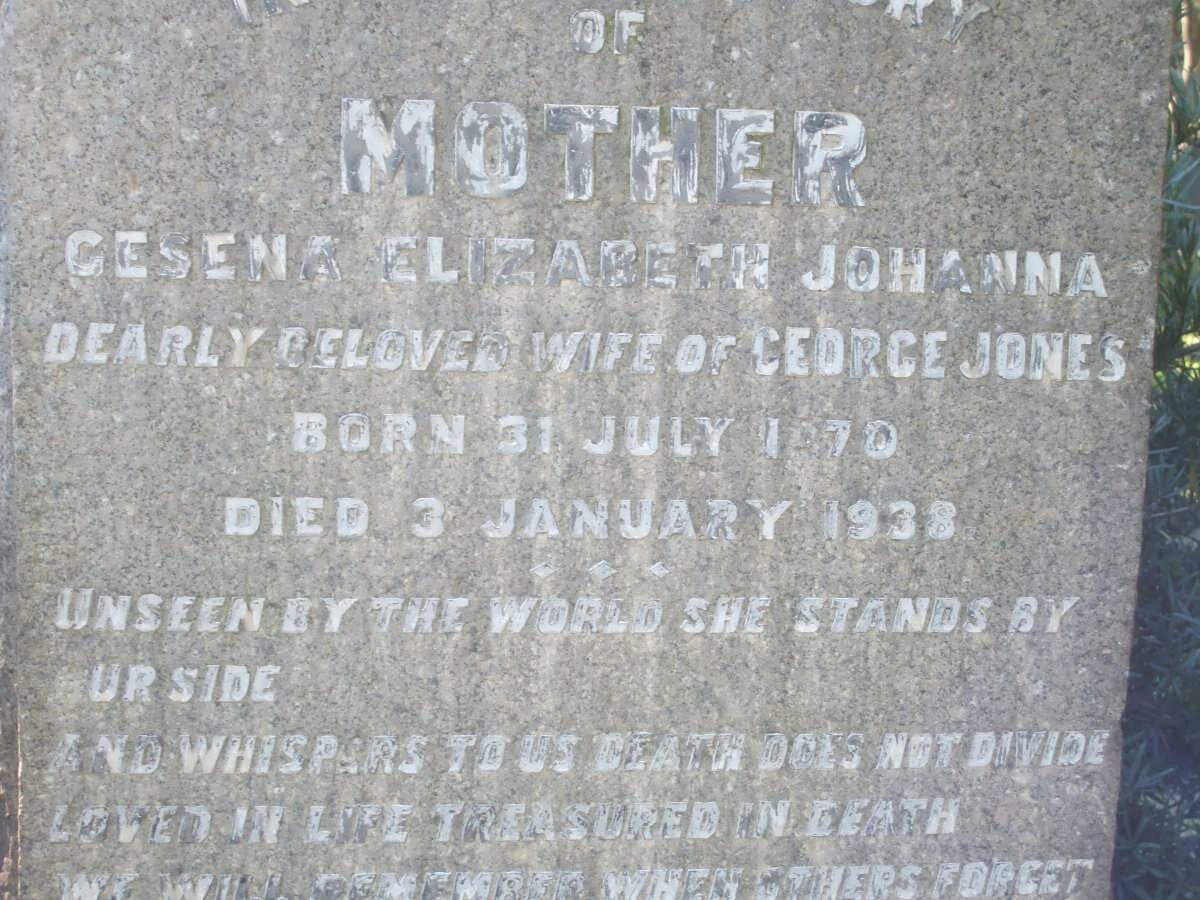 OF
MOTHER
GESENA ELIZABETH JOHANNA
DEARLY BELOVED WIFE OF GEORGE JONES
BORN 31 JULY 1870
DIED 3 JANUARY 1938.
UNSEEN BY THE WORLD SHE STANDS BY
UR SIDE
AND WHISPERS TO US DEATH DOES NOT DIVIDE
LOVED IN LIFE TREASURED IN DEATH
WE WILL REMEMBER WHEN OTHERS FORGET